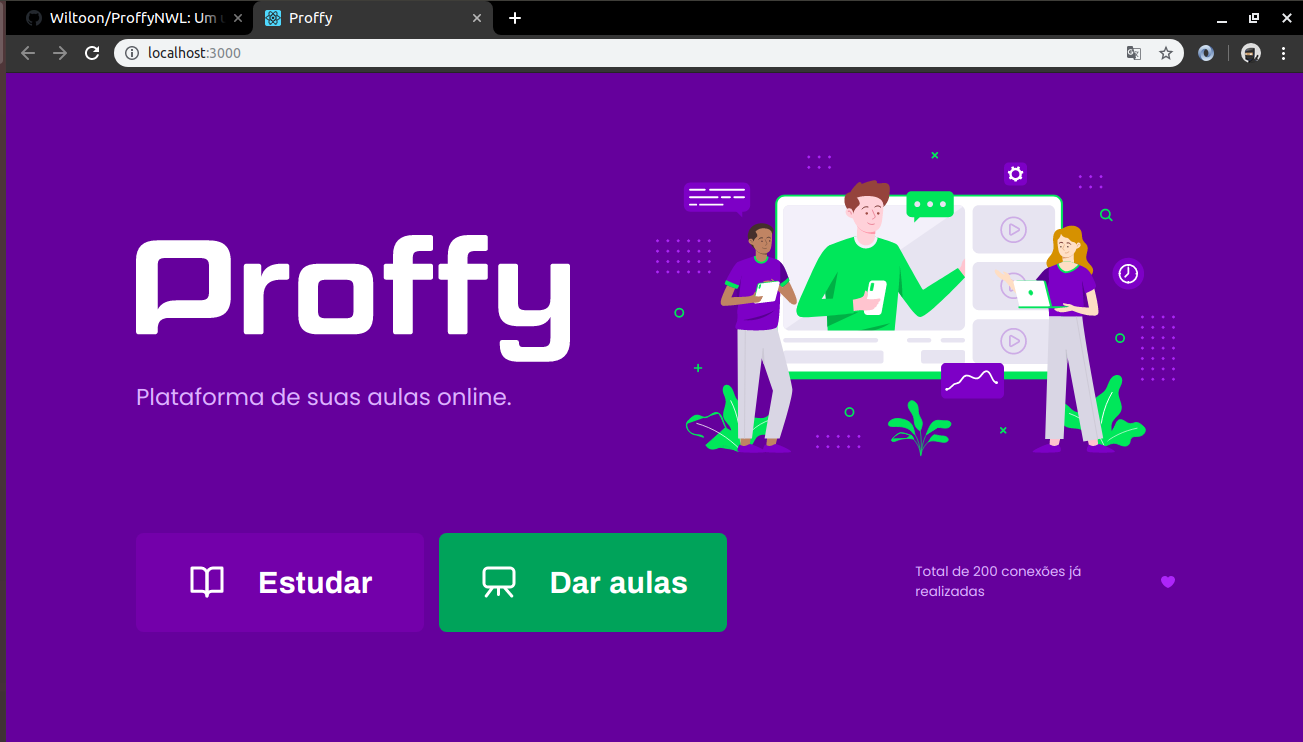 Wiltoon/ProffyNWL: Um
Proffy
localhost:3000
Proffy
Plataforma de suas aulas online.
Estudar
Dar aulas
Total de 200 conexões já
realizadas